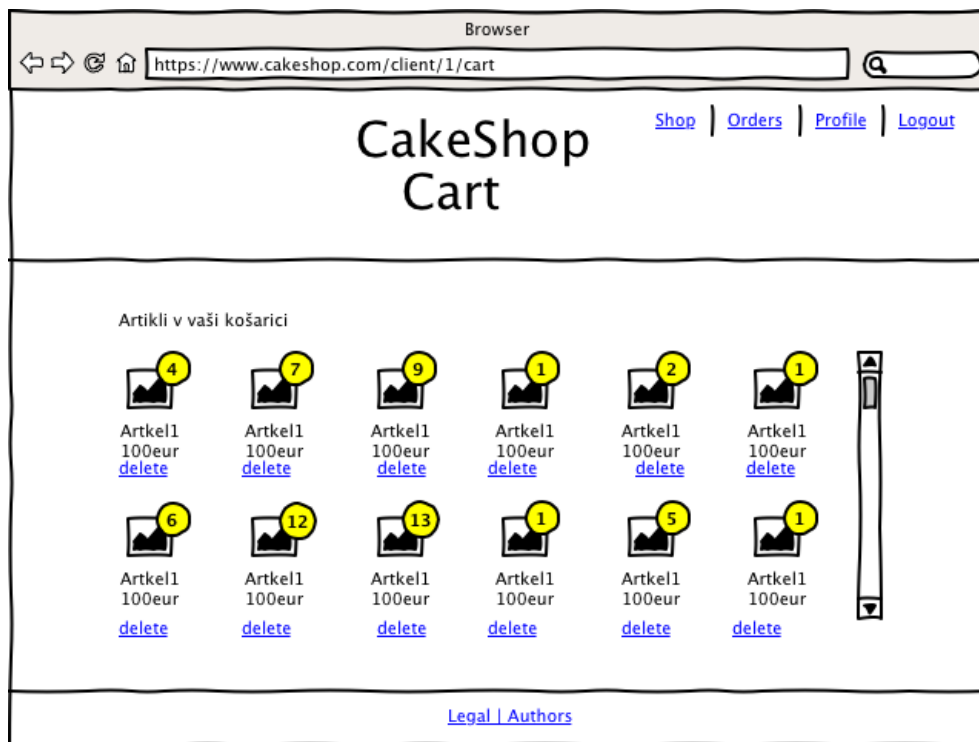 Browser
https://www.cakeshop.com/client/1/cart
Shop Orders Profile Logout
CakeShop
Cart
Artikli v vaši košarici
4 7 9 1 2 1
Artkel1 Artkel1 Artkel1 Artkel1 Artkel1 Artkel1
100eur 100eur 100eur 100eur 100eur 100eur
delete delete delete delete delete delete
6 12 13 1 5 1
Artkel1 Artkel1 Artkel1 Artkel1 Artkel1 Artkel1
100eur 100eur 100eur 100eur 100eur 100eur
delete delete delete delete delete delete
Legal | Authors